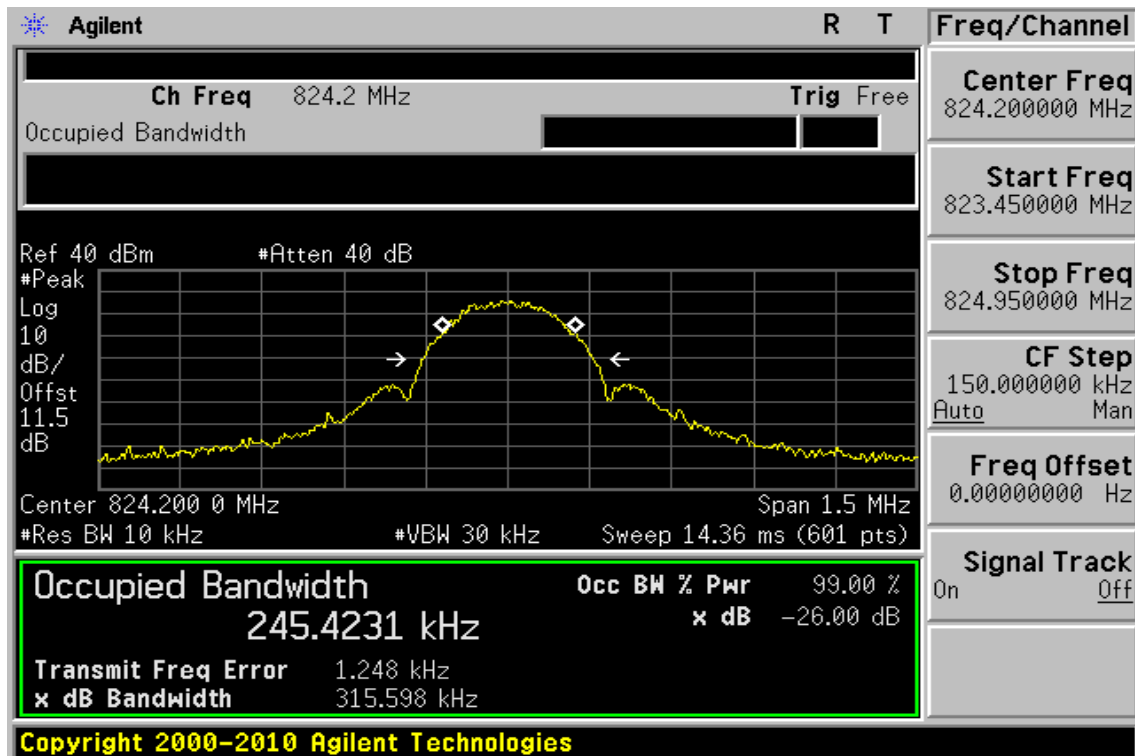 Agilent R T
Freq/Channel
Ch Freq 824.2 MHz Trig Free
Occupied Bandwidth
Center Freq
824.200000 MHz
Start Freq
823.450000 MHz
Stop Freq
824.950000 MHz
CF Step
150.000000 kHz
Auto Man
Freq Offset
0.00000000 Hz
Signal Track
On Off
Ref 40 dBm #Atten 40 dB
#Peak
Log
10
dB/
Offst
11.5
dB
Center 824.200 0 MHz Span 1.5 MHz
#Res BW 10 kHz #VBW 30 kHz Sweep 14.36 ms (601 pts)
Occupied Bandwidth Occ BW % Pwr 99.00 %
245.4231 kHz x dB -26.00 dB
Transmit Freq Error 1.248 kHz
x dB Bandwidth 315.598 kHz
Copyright 2000-2010 Agilent Technologies